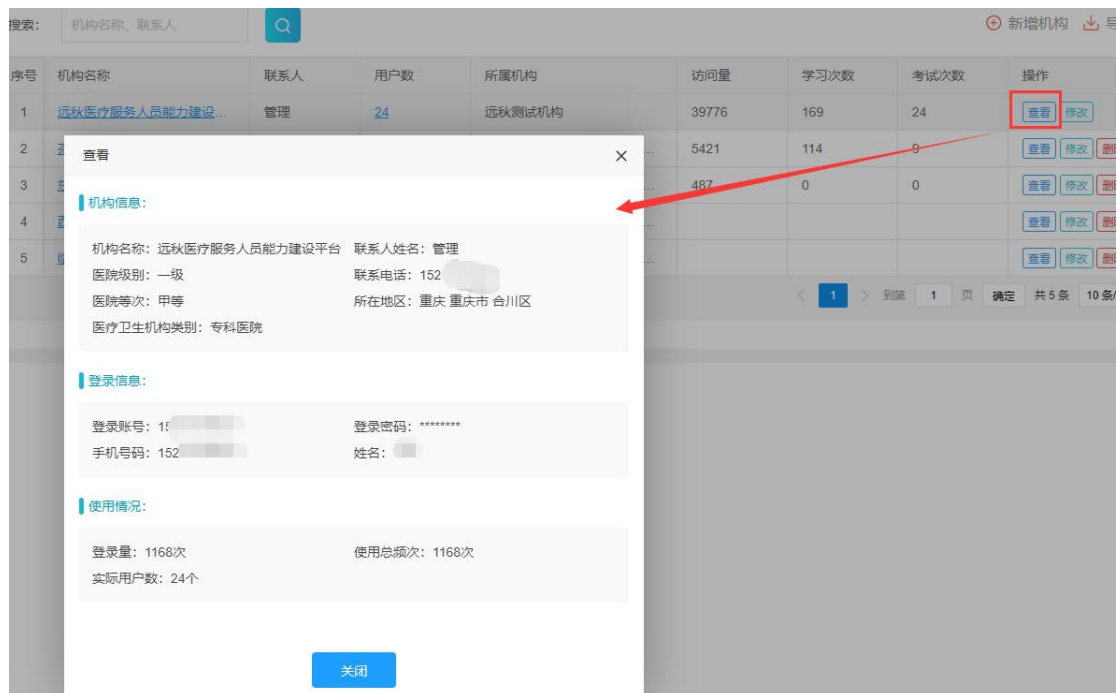 搜索： 机构名称、联系人 新增机构
序号 机构名称 联系人 用户数 所属机构 访问量 学习次数 考试次数 操作
1 远秋医疗服务人员能力建设... 管理 24 远秋测试机构 39776 169 24 查看 修改
2 ... 5421 114 9 查看 修改
3 ... 487 0 0 查看 修改
4 ... 查看 修改
5 ... 查看 修改
< 1 > 到第 1 页 确定 共 5 条 10 条/
查看 ×
机构信息：
机构名称：远秋医疗服务人员能力建设平台 联系人姓名：管理
医院级别：一级 联系电话：152
医院等次：甲等 所在地区：重庆 重庆市 合川区
医疗卫生机构类别：专科医院
登录信息：
登录账号：15 登录密码：********
手机号码：152 姓名：
使用情况：
登录量：1168次 使用总频次：1168次
实际用户数：24个
关闭